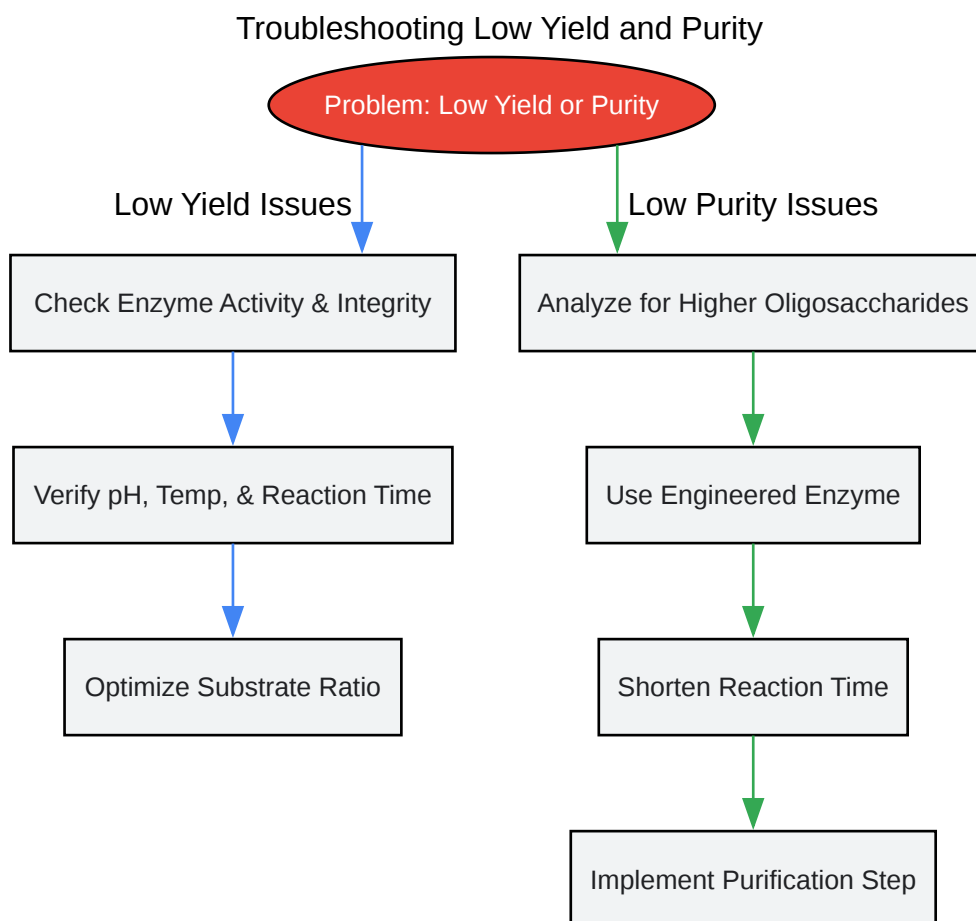 Troubleshooting Low Yield and Purity
Problem: Low Yield or Purity
Low Yield Issues
Low Purity Issues
Check Enzyme Activity & Integrity
Analyze for Higher Oligosaccharides
Verify pH, Temp, & Reaction Time
Use Engineered Enzyme
Optimize Substrate Ratio
Shorten Reaction Time
Implement Purification Step